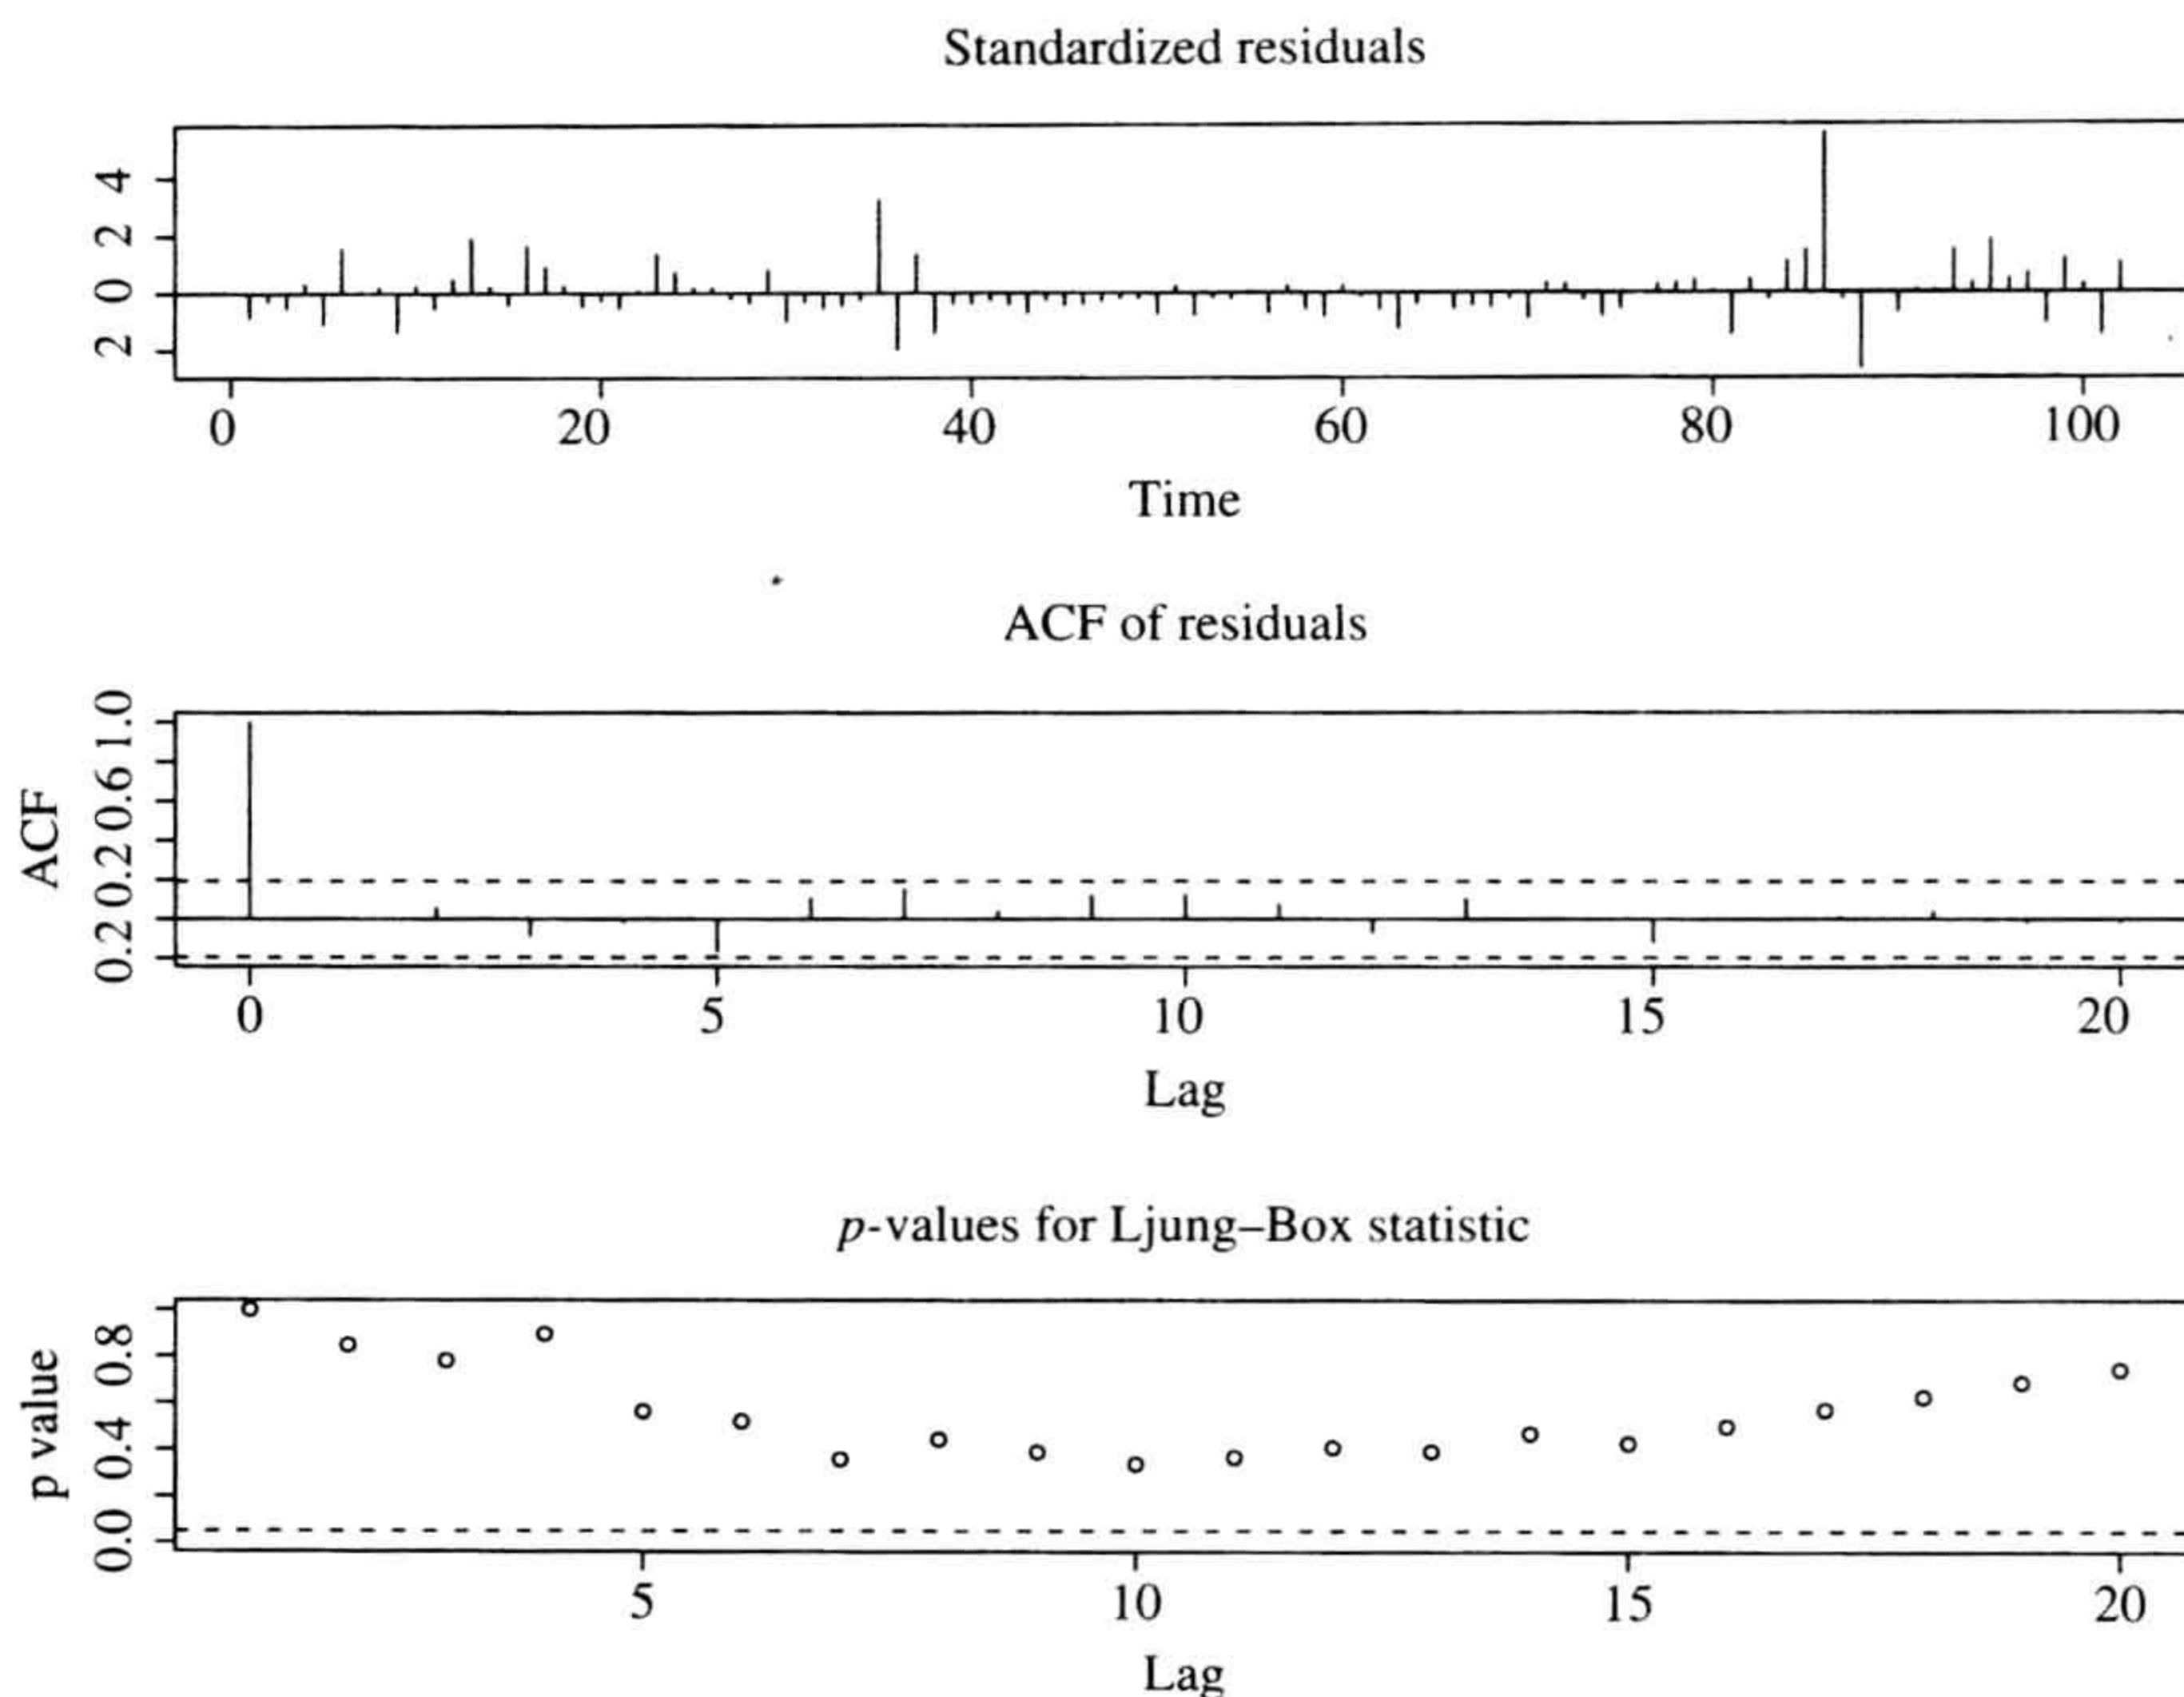 Standardized residuals
4
2
0
2
0 20 40 60 80 100
Time
ACF of residuals
ACF
1.0
0.6
0.2
0.2
0 5 10 15 20
Lag
p-values for Ljung–Box statistic
p value
0.8
0.4
0.0
5 10 15 20
Lag